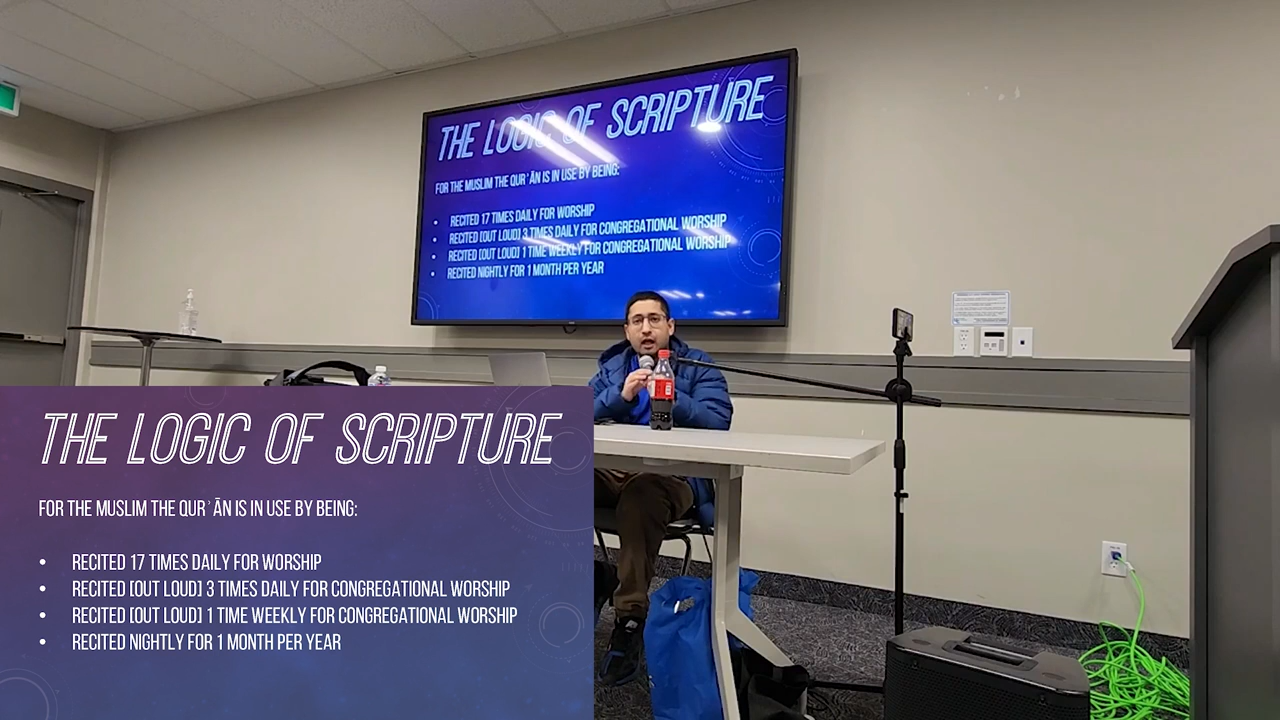 THE LOGIC OF SCRIPTURE
FOR THE MUSLIM THE QURʾĀN IS IN USE BY BEING:
• RECITED 17 TIMES DAILY FOR WORSHIP
• RECITED [OUT LOUD] 3 TIMES DAILY FOR CONGREGATIONAL WORSHIP
• RECITED [OUT LOUD] 1 TIME WEEKLY FOR CONGREGATIONAL WORSHIP
• RECITED NIGHTLY FOR 1 MONTH PER YEAR
THE LOGIC OF SCRIPTURE
FOR THE MUSLIM THE QURʾĀN IS IN USE BY BEING:
• RECITED 17 TIMES DAILY FOR WORSHIP
• RECITED [OUT LOUD] 3 TIMES DAILY FOR CONGREGATIONAL WORSHIP
• RECITED [OUT LOUD] 1 TIME WEEKLY FOR CONGREGATIONAL WORSHIP
• RECITED NIGHTLY FOR 1 MONTH PER YEAR